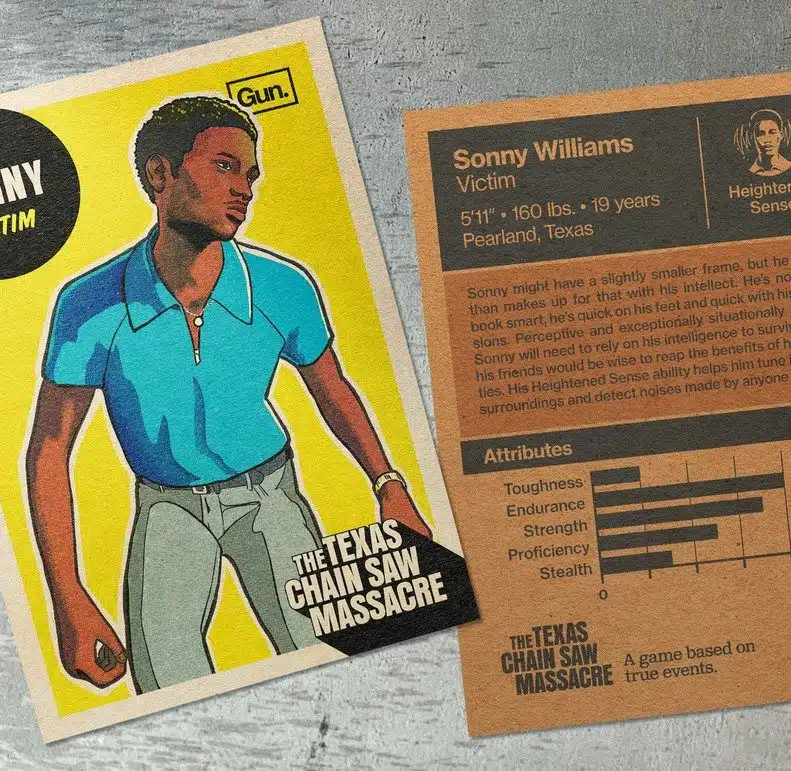 Gun.
NNY
TIM
THE TEXAS
CHAIN SAW
MASSACRE
Sonny Williams
Victim
5'11" • 160 lbs. • 19 years
Pearland, Texas
Heighten
Sense
Sonny might have a slightly smaller frame, but he
than makes up for that with his intellect. He's no
book smart, he's quick on his feet and quick with his
sions. Perceptive and exceptionally situationally
Sonny will need to rely on his intelligence to surviv
his friends would be wise to reap the benefits of h
ties. His Heightened Sense ability helps him tune i
surroundings and detect noises made by anyone
Attributes
Toughness
Endurance
Strength
Proficiency
Stealth
0
THE TEXAS
CHAIN SAW
MASSACRE
A game based on
true events.